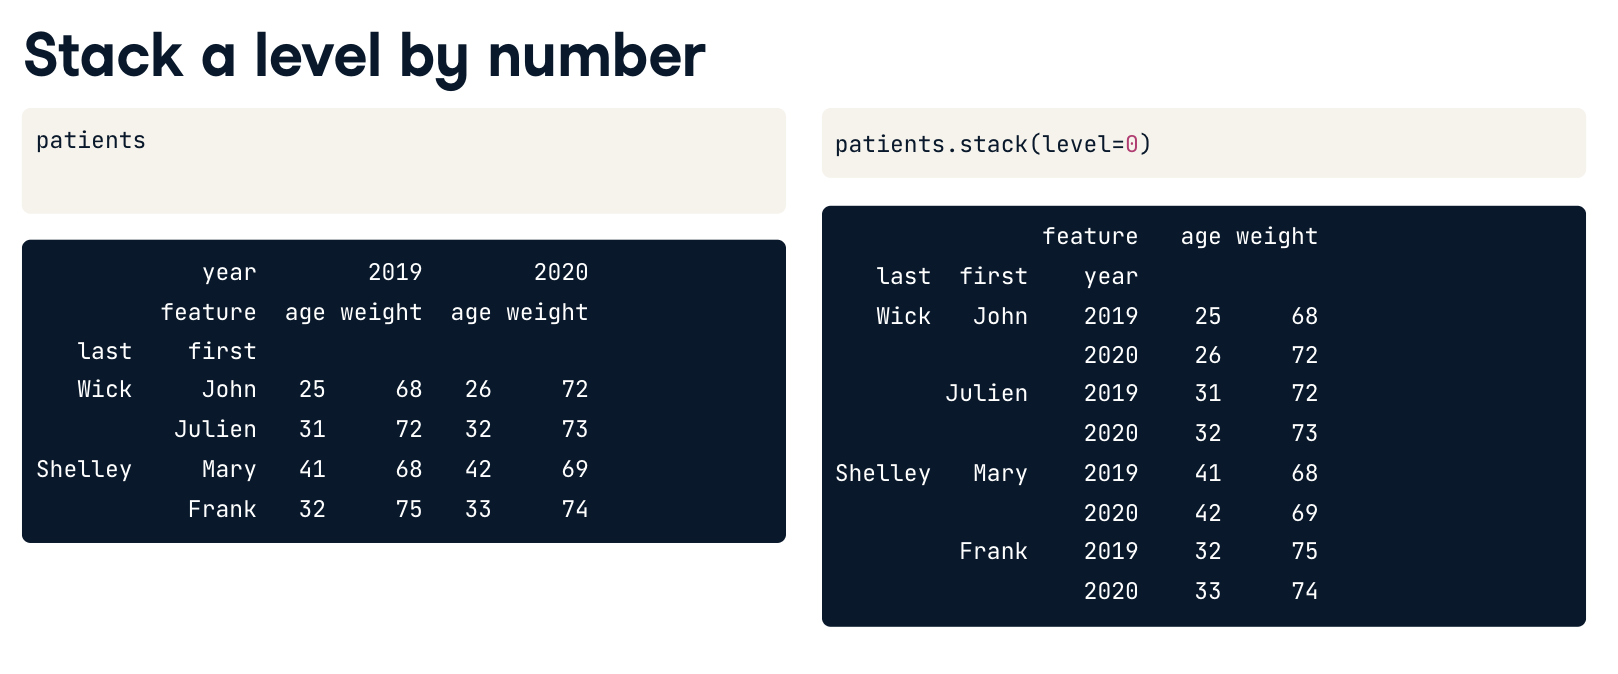 Stack a level by number
patients
year 2019 2020
feature age weight age weight
last first
Wick John 25 68 26 72
Julien 31 72 32 73
Shelley Mary 41 68 42 69
Frank 32 75 33 74
patients.stack(level=0)
feature age weight
last first year
Wick John 2019 25 68
2020 26 72
Julien 2019 31 72
2020 32 73
Shelley Mary 2019 41 68
2020 42 69
Frank 2019 32 75
2020 33 74